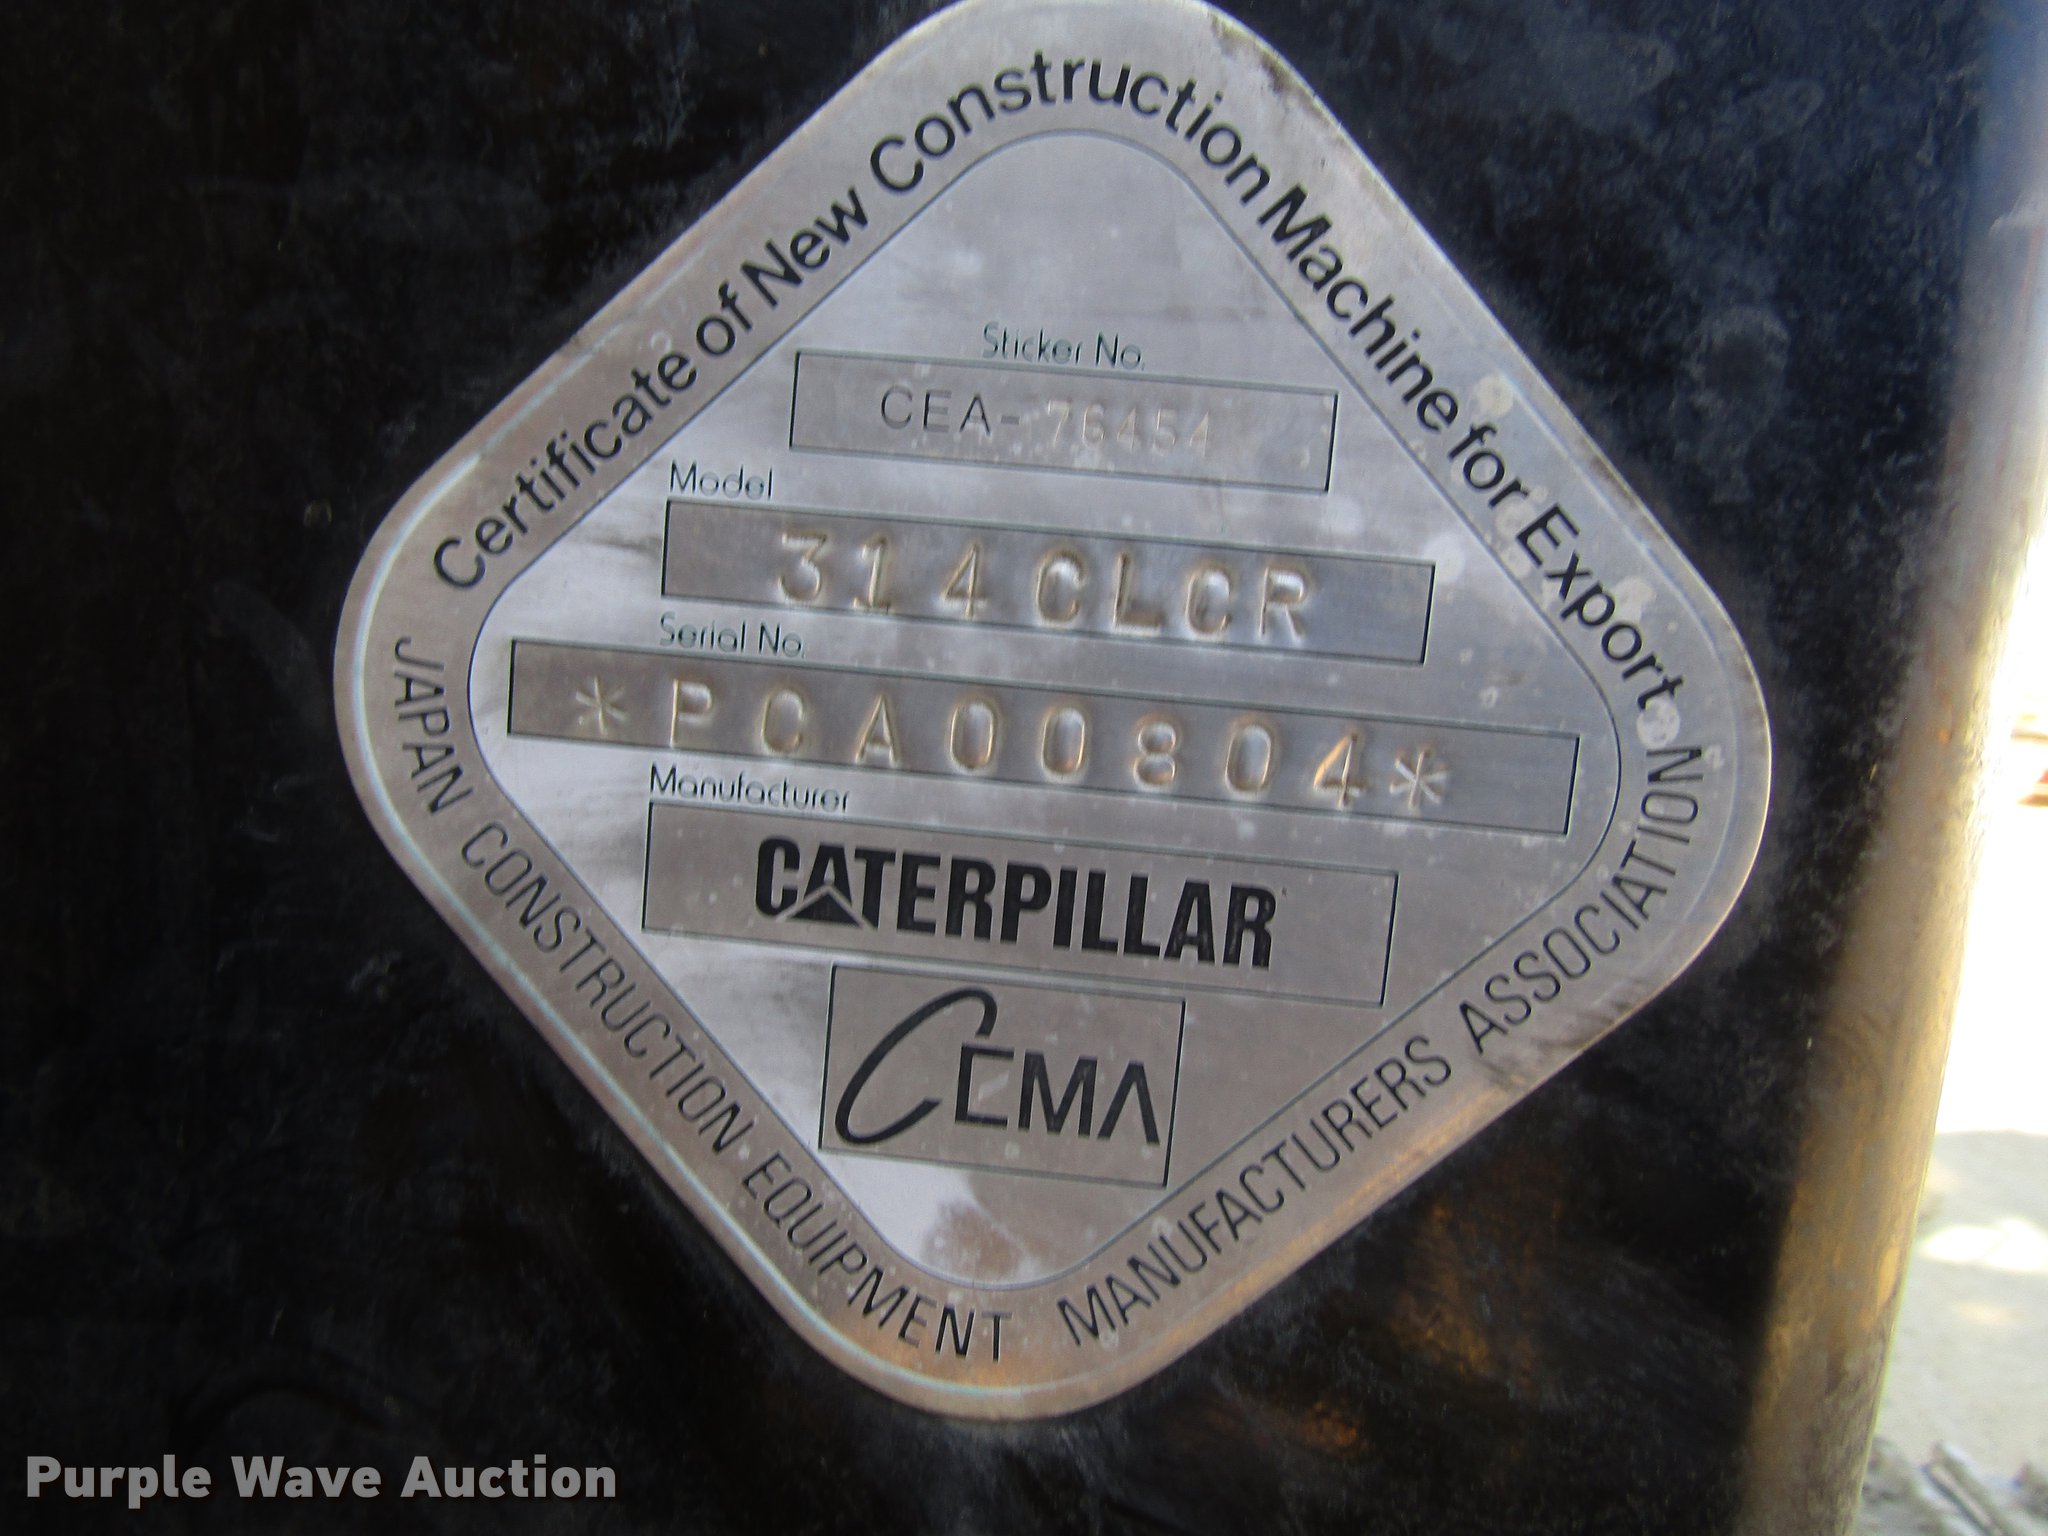 Certificate of New Construction Machine for Export
Sticker No.
CEA-76454
Model
314CLCR
Serial No.
*PCA00804*
Manufacturer
CATERPILLAR
CEMA
JAPAN CONSTRUCTION EQUIPMENT MANUFACTURERS ASSOCIATION
Purple Wave Auction